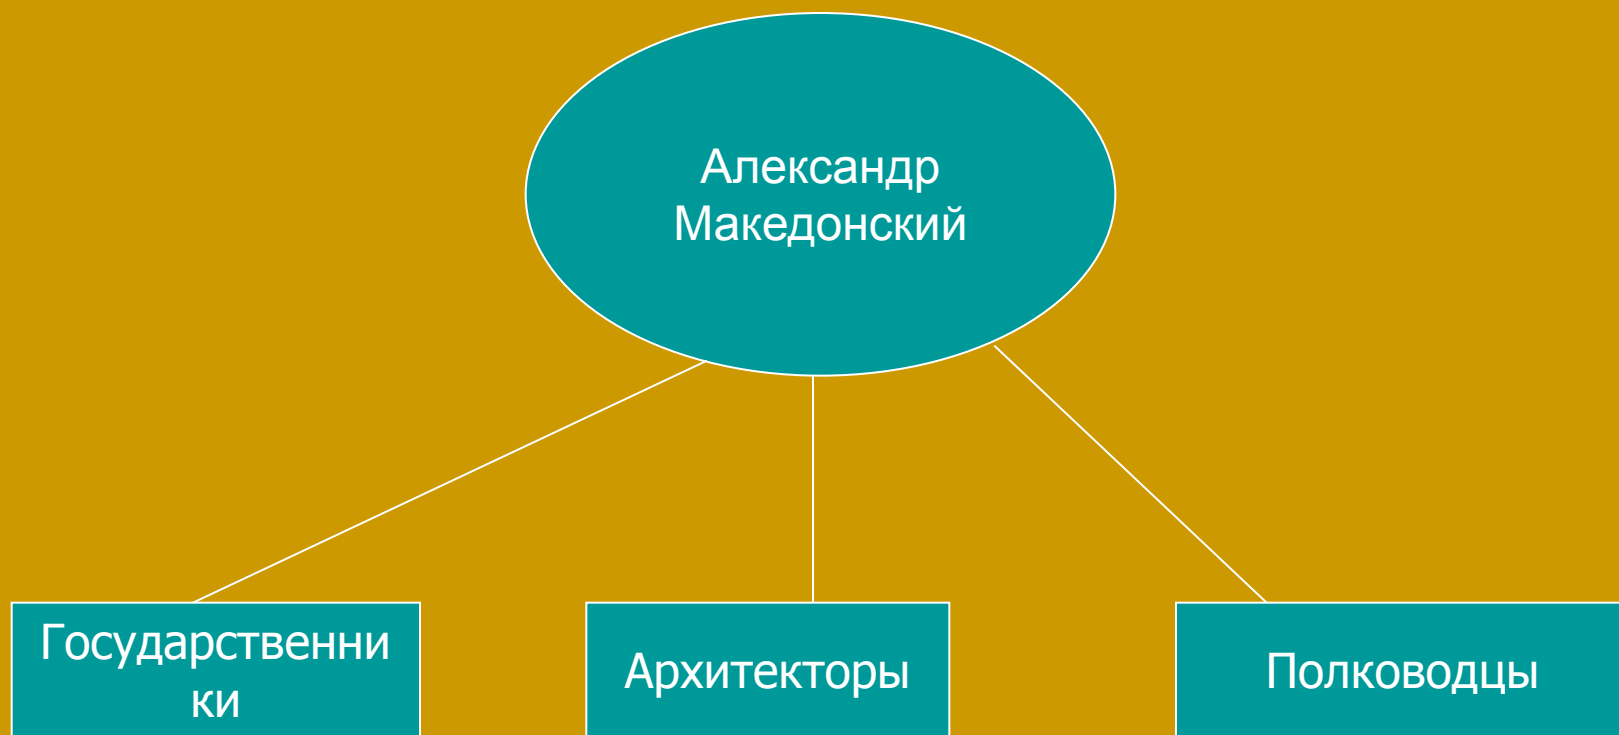 Александр
Македонский
Государственни
ки
Архитекторы
Полководцы